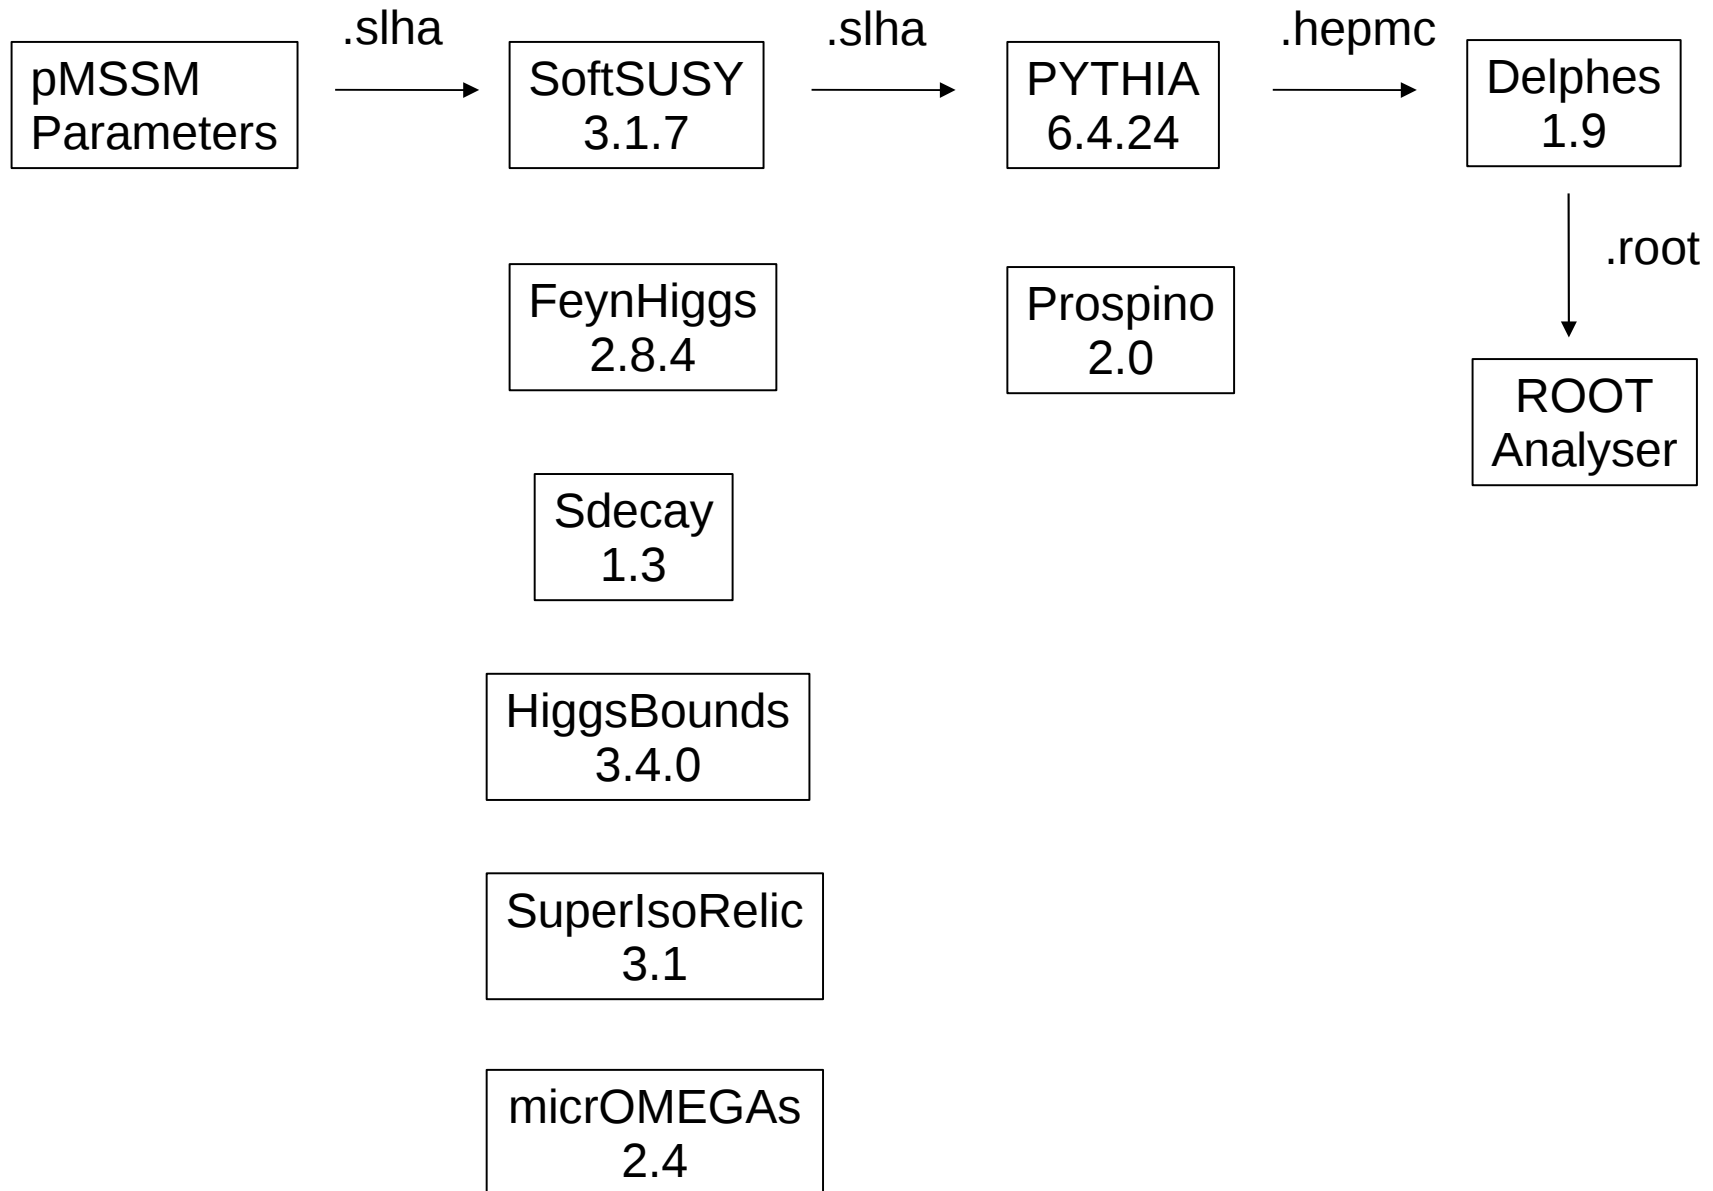 .slha
.slha
.hepmc
pMSSM
Parameters
SoftSUSY
3.1.7
PYTHIA
6.4.24
Delphes
1.9
.root
FeynHiggs
2.8.4
Prospino
2.0
ROOT
Analyser
Sdecay
1.3
HiggsBounds
3.4.0
SuperIsoRelic
3.1
micrOMEGAs
2.4